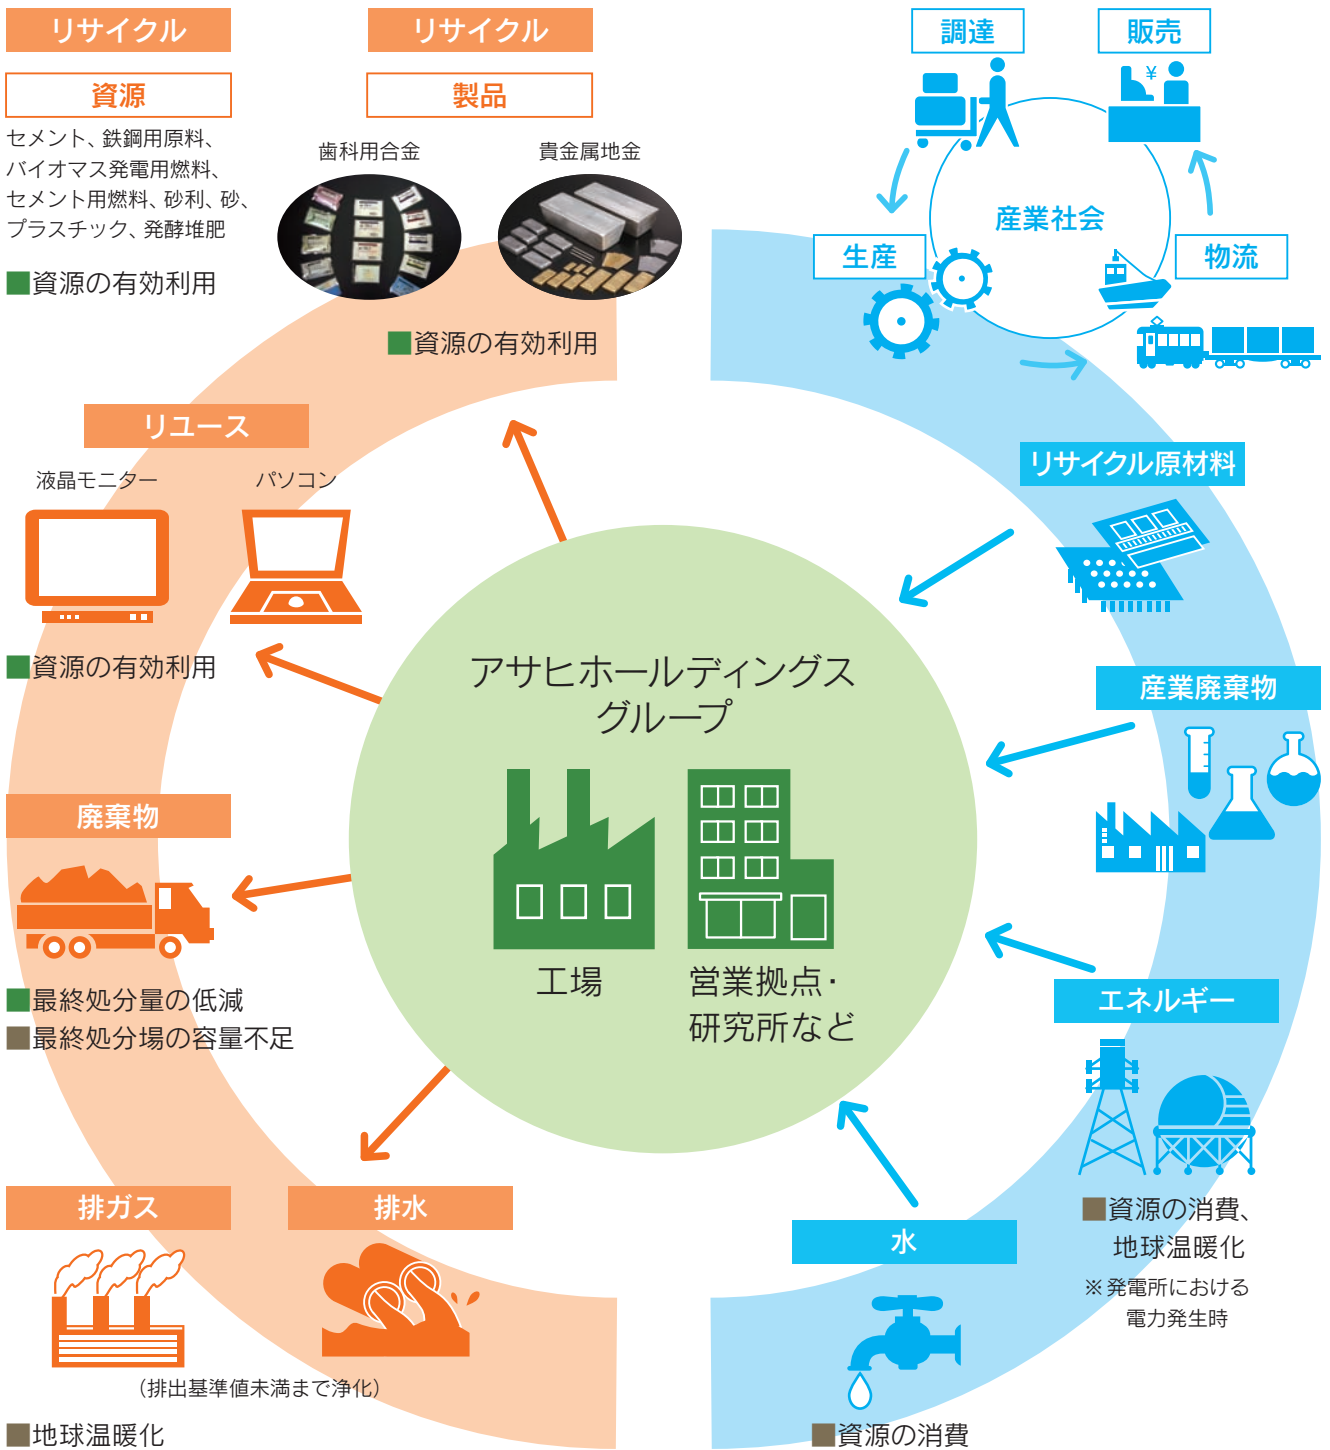 リサイクル
資源
セメント、鉄鋼用原料、
バイオマス発電用燃料、
セメント用燃料、砂利、砂、
プラスチック、発酵堆肥
■資源の有効利用
リサイクル
製品
歯科用合金
貴金属地金
■資源の有効利用
調達
販売
¥
産業社会
生産
物流
リユース
液晶モニター
パソコン
■資源の有効利用
リサイクル原材料
産業廃棄物
アサヒホールディングス
グループ
工場
営業拠点・
研究所など
廃棄物
■最終処分量の低減
■最終処分場の容量不足
エネルギー
■資源の消費、
地球温暖化
※発電所における
電力発生時
排ガス
排水
(排出基準値未満まで浄化)
■地球温暖化
水
■資源の消費